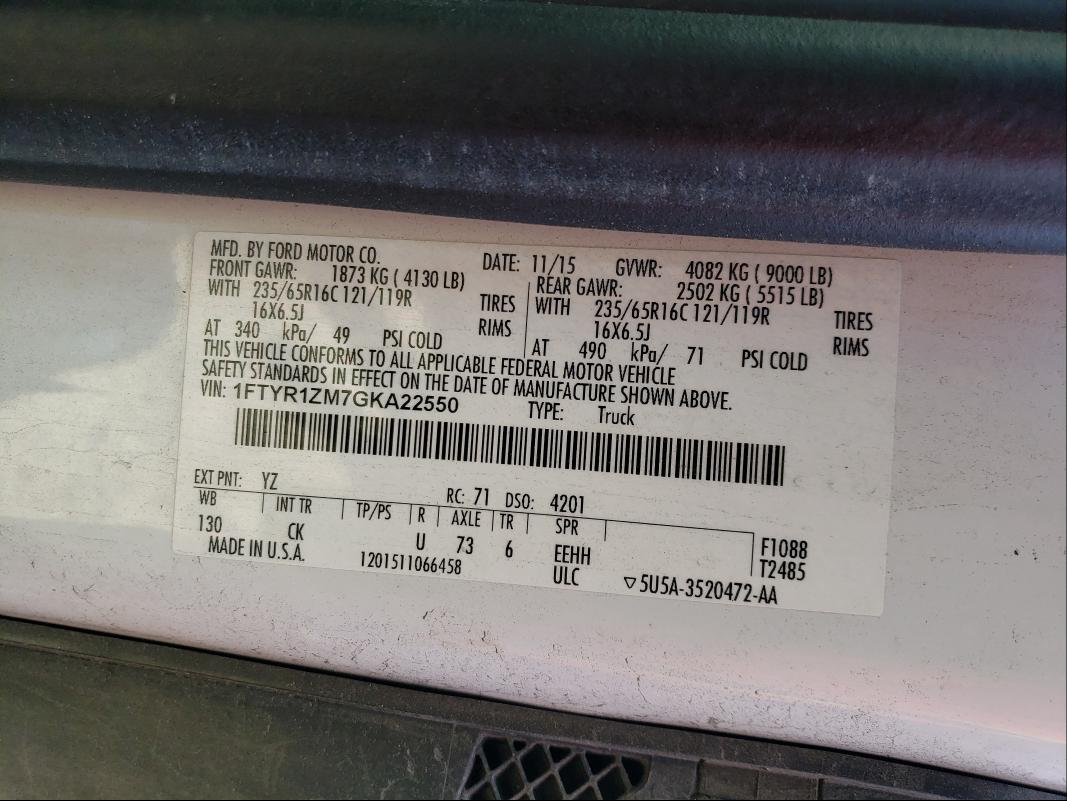 MFD. BY FORD MOTOR CO. DATE: 11/15 GVWR: 4082 KG ( 9000 LB)
FRONT GAWR: 1873 KG ( 4130 LB) REAR GAWR: 2502 KG ( 5515 LB)
WITH 235/65R16C 121/119R TIRES WITH 235/65R16C 121/119R TIRES
16X6.5J RIMS 16X6.5J RIMS
AT 340 kPa/ 49 PSI COLD AT 490 kPa/ 71 PSI COLD
THIS VEHICLE CONFORMS TO ALL APPLICABLE FEDERAL MOTOR VEHICLE
SAFETY STANDARDS IN EFFECT ON THE DATE OF MANUFACTURE SHOWN ABOVE.
VIN: 1FTYR1ZM7GKA22550 TYPE: Truck
EXT PNT: YZ RC: 71 DSO: 4201
WB INT TR TP/PS R AXLE TR SPR
130 CK U 73 6 EEHH F1088
MADE IN U.S.A. 1201511066458 ULC T2485
▽5U5A-3520472-AA